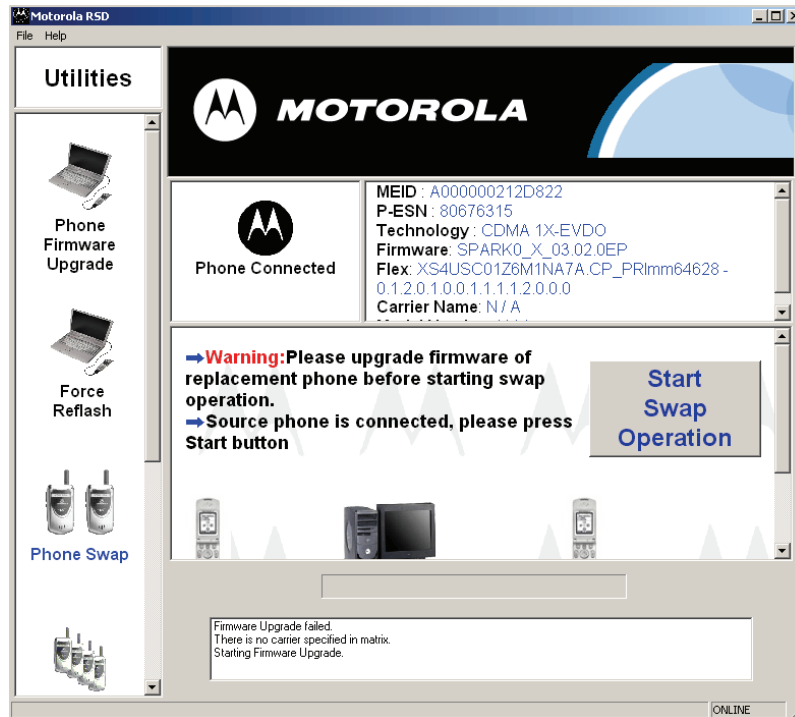 Motorola RSD
File Help
Utilities
MOTOROLA
Phone
Firmware
Upgrade
Force
Reflash
Phone Swap
Phone Connected
MEID : A000000212D822
P-ESN : 80676315
Technology : CDMA 1X-EVDO
Firmware: SPARK0_X_03.02.0EP
Flex: XS4USC01Z6M1NA7A.CP_PRImm64628 -
0.1.2.0.1.0.0.1.1.1.1.2.0.0.0
Carrier Name: N / A
Warning:Please upgrade firmware of
replacement phone before starting swap
operation.
Source phone is connected, please press
Start button
Start
Swap
Operation
Firmware Upgrade failed.
There is no carrier specified in matrix.
Starting Firmware Upgrade.
ONLINE